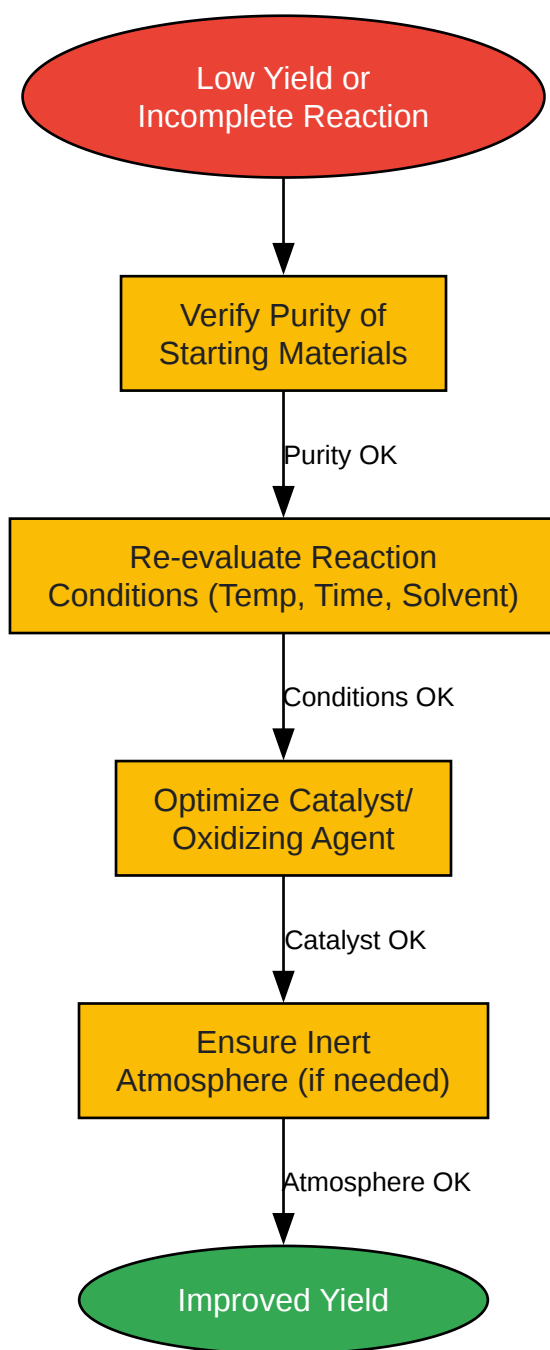 Low Yield or
Incomplete Reaction
Verify Purity of
Starting Materials
Purity OK
Re-evaluate Reaction
Conditions (Temp, Time, Solvent)
Conditions OK
Optimize Catalyst/
Oxidizing Agent
Catalyst OK
Ensure Inert
Atmosphere (if needed)
Atmosphere OK
Improved Yield